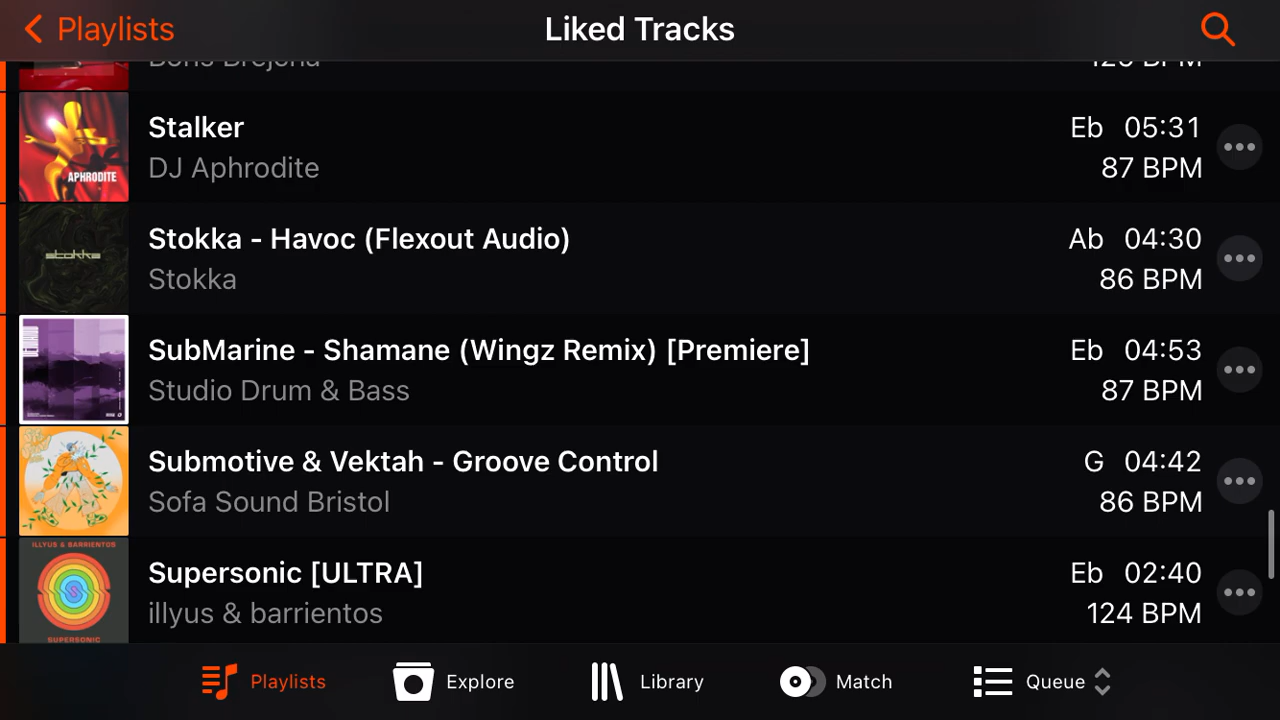 Playlists
Liked Tracks
Stalker
Eb 05:31
DJ Aphrodite
87 BPM
APHRODITE
Stokka - Havoc (Flexout Audio)
Ab 04:30
Stokka
86 BPM
stokka
SubMarine - Shamane (Wingz Remix) [Premiere]
Eb 04:53
Studio Drum & Bass
87 BPM
Submotive & Vektah - Groove Control
G 04:42
Sofa Sound Bristol
86 BPM
ILLYUS & BARRIENTOS
Supersonic [ULTRA]
Eb 02:40
illyus & barrientos
124 BPM
SUPERSONIC
Playlists
Explore
Library
Match
Queue